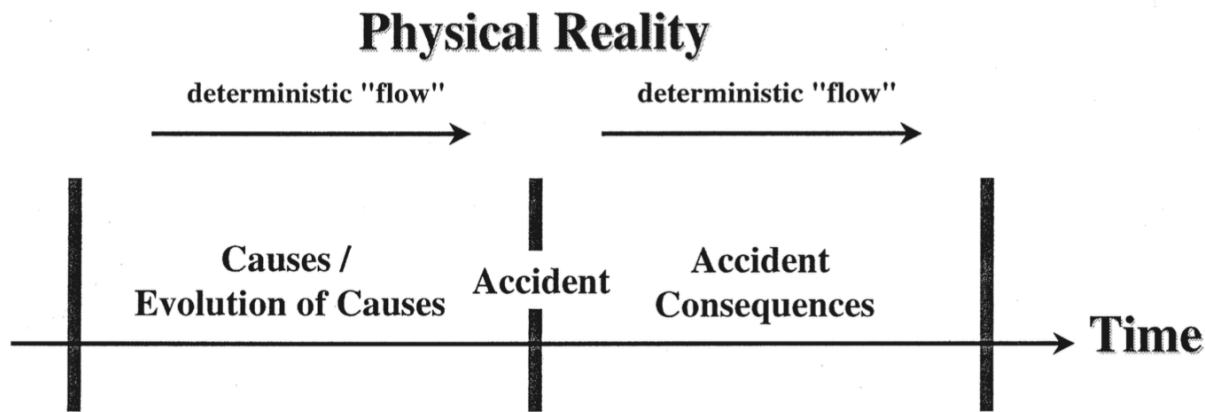 Physical Reality
deterministic "flow"
deterministic "flow"
Causes /
Evolution of Causes
Accident
Accident
Consequences
Time